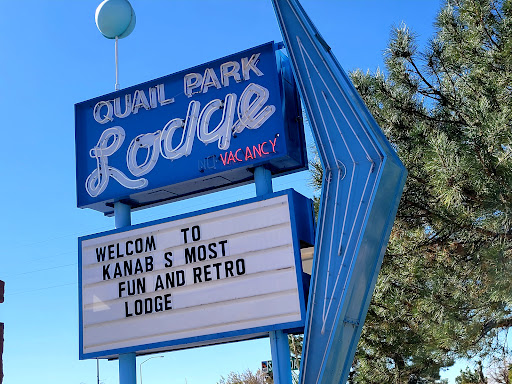 QUAIL PARK
Lodge
NO VACANCY
WELCOM TO
KANAB S MOST
FUN AND RETRO
LODGE